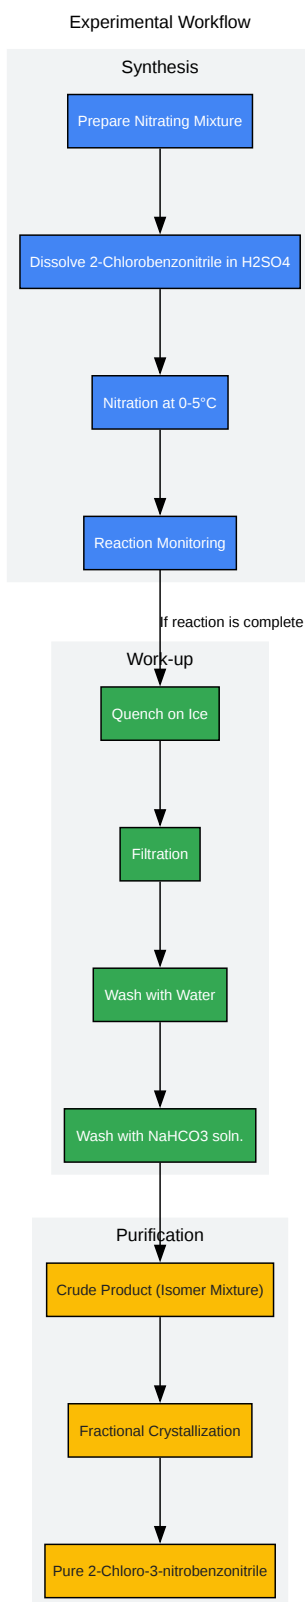 Experimental Workflow
Synthesis
Prepare Nitrating Mixture
Dissolve 2-Chlorobenzonitrile in H2SO4
Nitration at 0-5°C
Reaction Monitoring
If reaction is complete
Work-up
Quench on Ice
Filtration
Wash with Water
Wash with NaHCO3 soln.
Purification
Crude Product (Isomer Mixture)
Fractional Crystallization
Pure 2-Chloro-3-nitrobenzonitrile